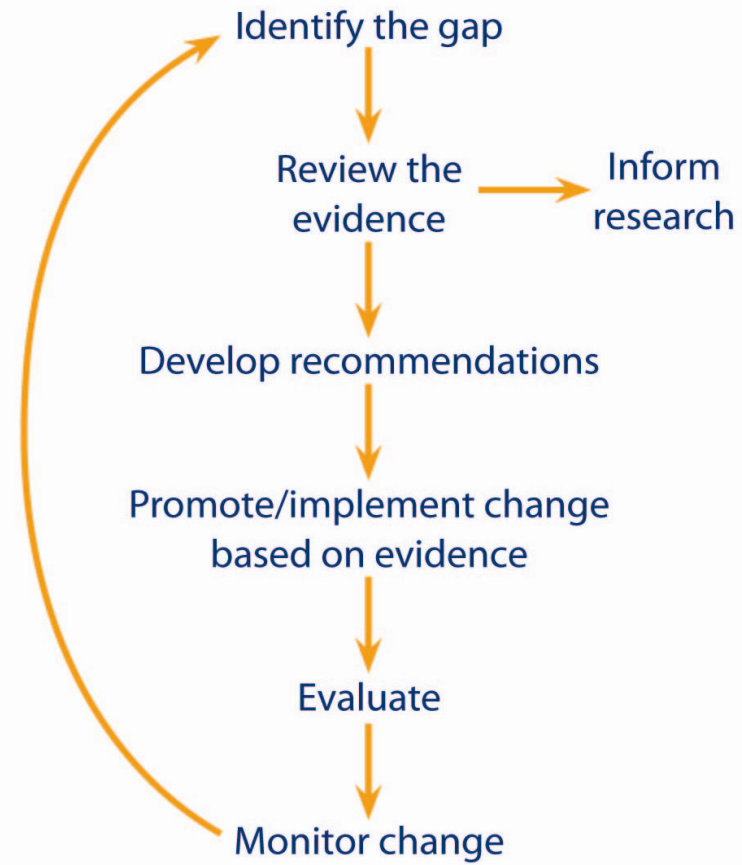 Identify the gap
Review the
evidence
Inform
research
Develop recommendations
Promote/implement change
based on evidence
Evaluate
Monitor change